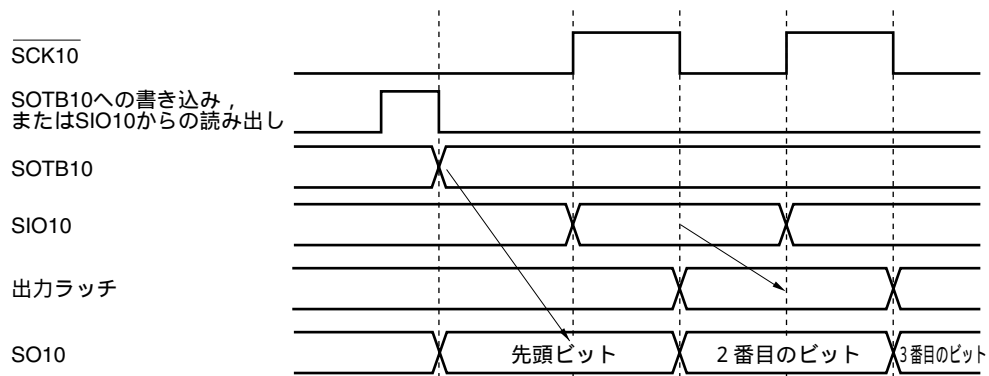 SCK10
SOTB10への書き込み，
またはSIO10からの読み出し
SOTB10
SIO10
出力ラッチ
SO10
先頭ビット
2番目のビット
3番目のビット